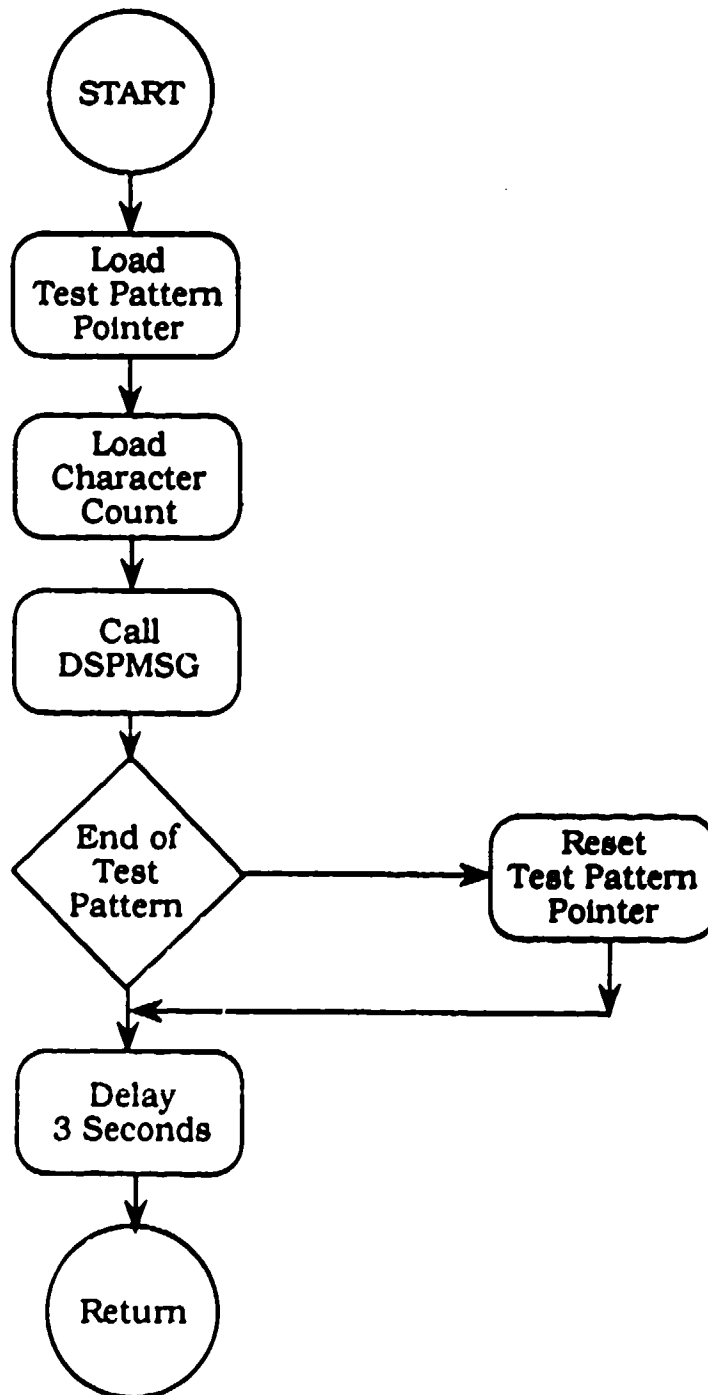 START
Load
Test Pattern
Pointer
Load
Character
Count
Call
DSPMSG
End of
Test
Pattern
Reset
Test Pattern
Pointer
Delay
3 Seconds
Return